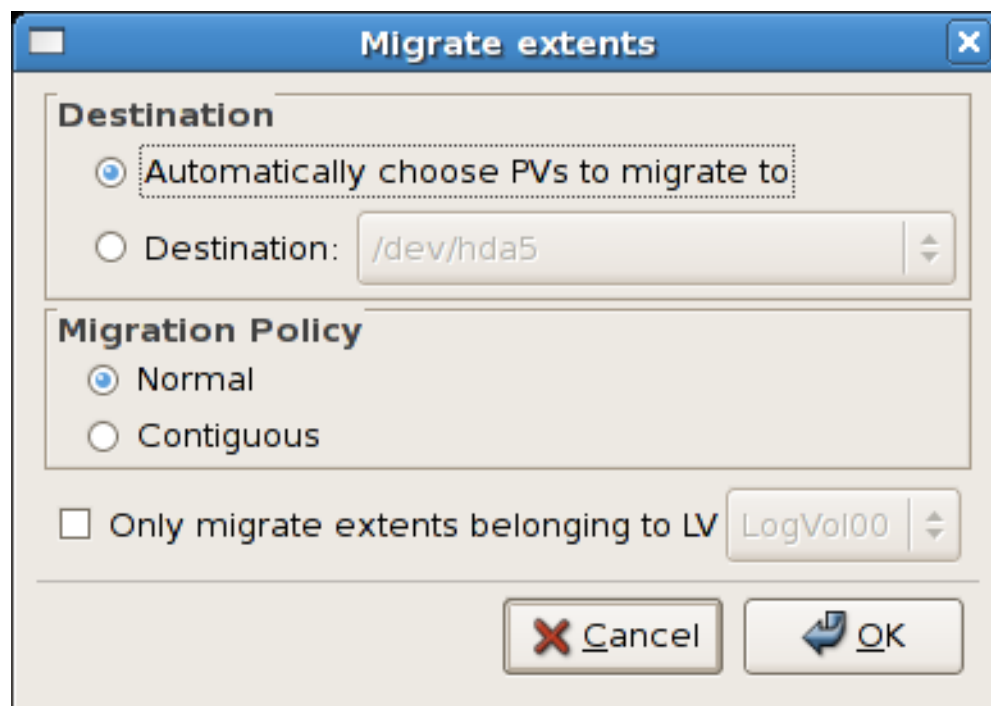 Migrate extents
Destination
Automatically choose PVs to migrate to
Destination: /dev/hda5
Migration Policy
Normal
Contiguous
Only migrate extents belonging to LV LogVol00
Cancel OK